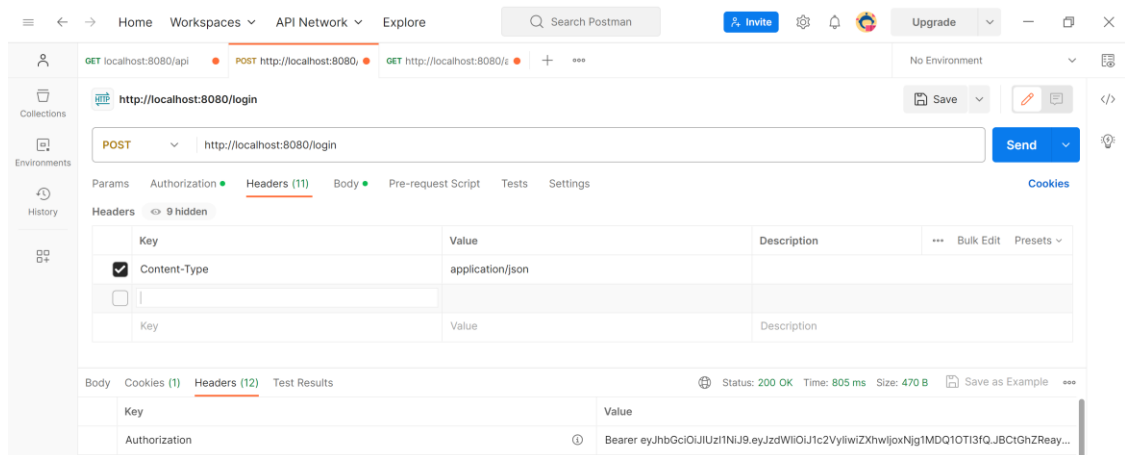 Home Workspaces API Network Explore Search Postman Invite Upgrade
GET localhost:8080/api POST http://localhost:8080/ GET http://localhost:8080/a No Environment
HTTP http://localhost:8080/login Save
Collections
POST http://localhost:8080/login Send
Environments
Params Authorization Headers (11) Body Pre-request Script Tests Settings Cookies
History
Headers 9 hidden
Key Value Description Bulk Edit Presets
Content-Type application/json
Key Value Description
Body Cookies (1) Headers (12) Test Results Status: 200 OK Time: 805 ms Size: 470 B Save as Example
Key Value
Authorization Bearer eyJhbGciOiJIUzI1NiJ9.eyJzdWIiOiJ1c2VyIiwiZXhwIjoxNjg1MDQ1OTI3fQ.JBCtGhZReay...